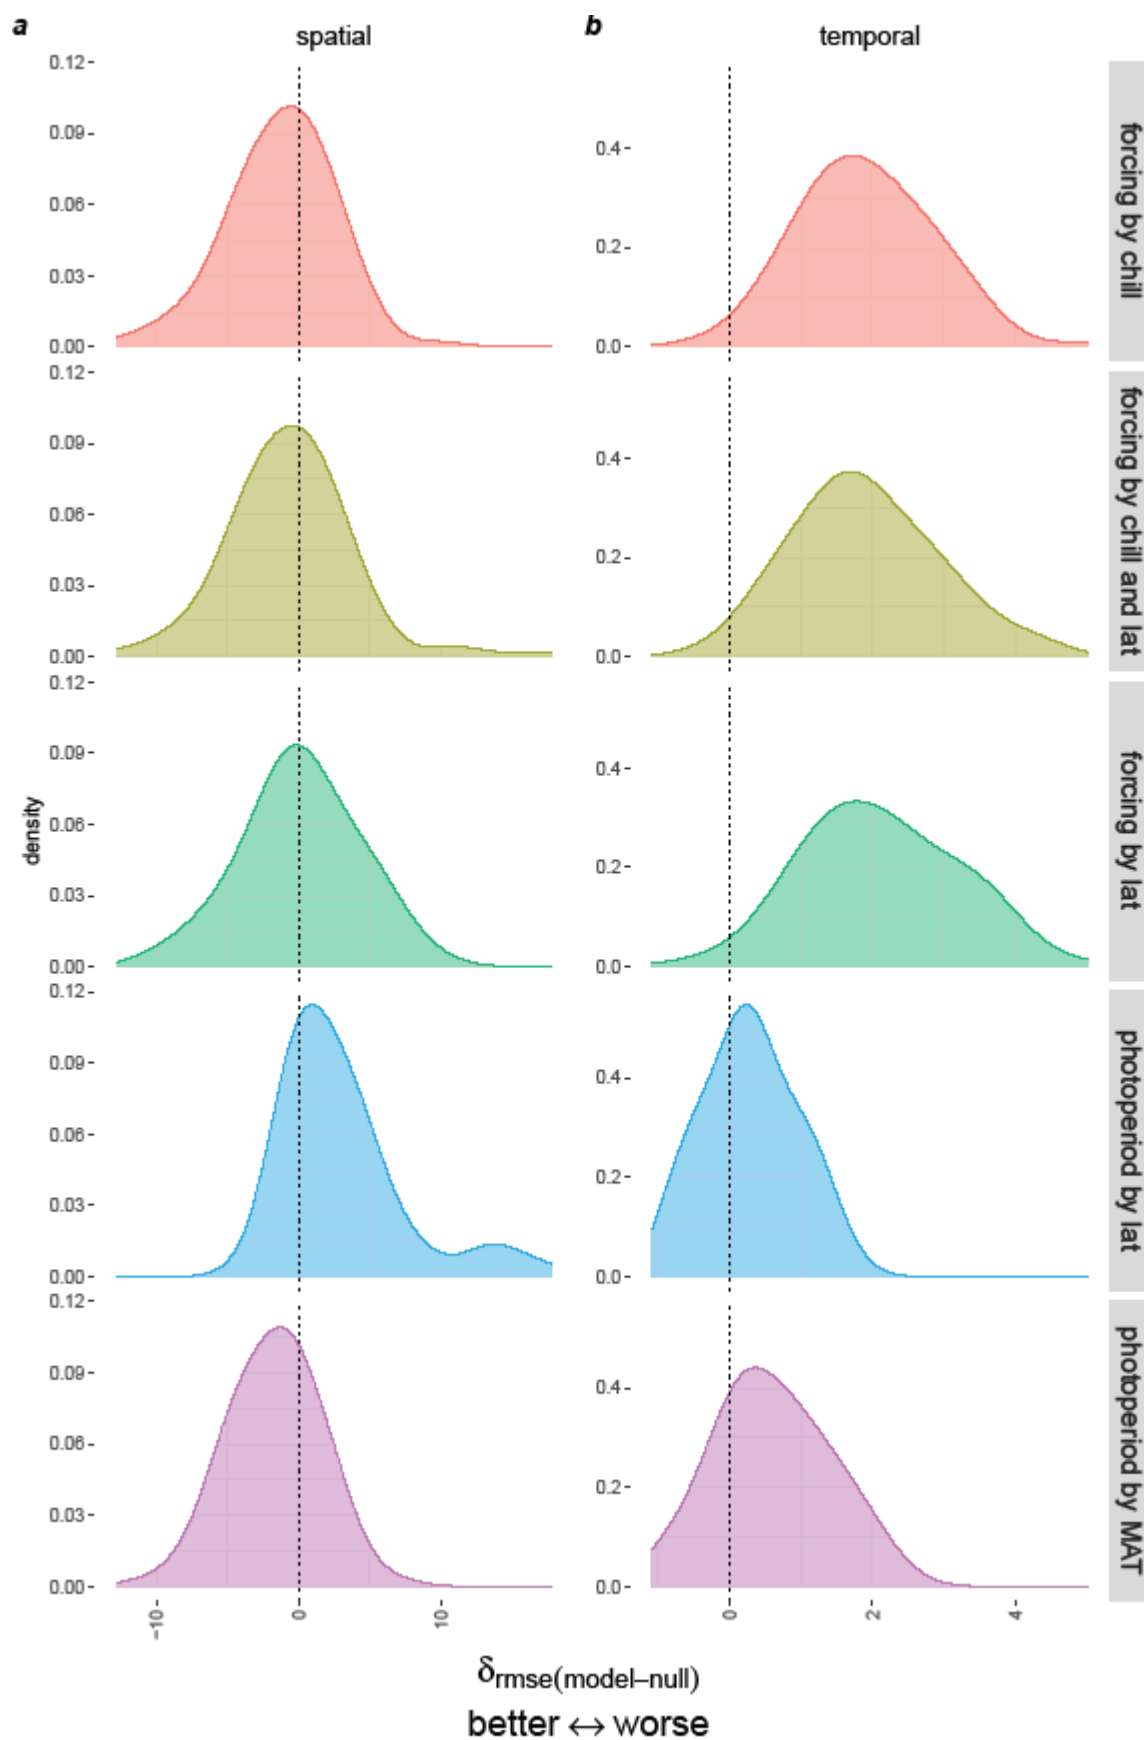 a
spatial
b
temporal
0.12
0.09
0.06
0.03
0.00
0.4
0.2
0.0
forcing by chill
0.12
0.09
0.06
0.03
0.00
0.4
0.2
0.0
forcing by chill and lat
density
0.12
0.09
0.06
0.03
0.00
0.4
0.2
0.0
forcing by lat
0.12
0.09
0.06
0.03
0.00
0.4
0.2
0.0
photoperiod by lat
0.12
0.09
0.06
0.03
0.00
0.4
0.2
0.0
photoperiod by MAT
−10 0 10
0 2 4
δrmse(model−null)
better ↔ worse